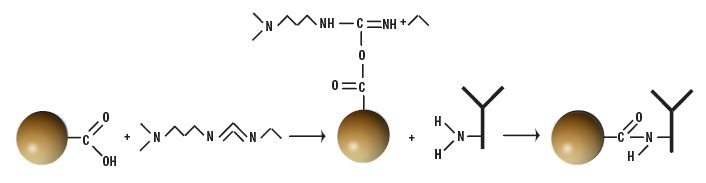 N NH C NH +
O
O C
C O OH + N N N + H N H C O N H